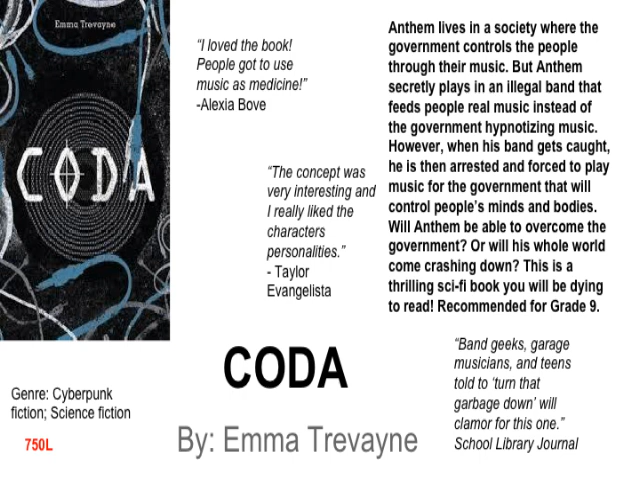 Emma Trevayne
CODA
"I loved the book!
People got to use
music as medicine!"
-Alexia Bove
"The concept was
very interesting and
I really liked the
characters
personalities."
- Taylor
Evangelista
Anthem lives in a society where the
government controls the people
through their music. But Anthem
secretly plays in an illegal band that
feeds people real music instead of
the government hypnotizing music.
However, when his band gets caught,
he is then arrested and forced to play
music for the government that will
control people's minds and bodies.
Will Anthem be able to overcome the
government? Or will his whole world
come crashing down? This is a
thrilling sci-fi book you will be dying
to read! Recommended for Grade 9.
CODA
By: Emma Trevayne
Genre: Cyberpunk
fiction; Science fiction
750L
"Band geeks, garage
musicians, and teens
told to 'turn that
garbage down' will
clamor for this one."
School Library Journal